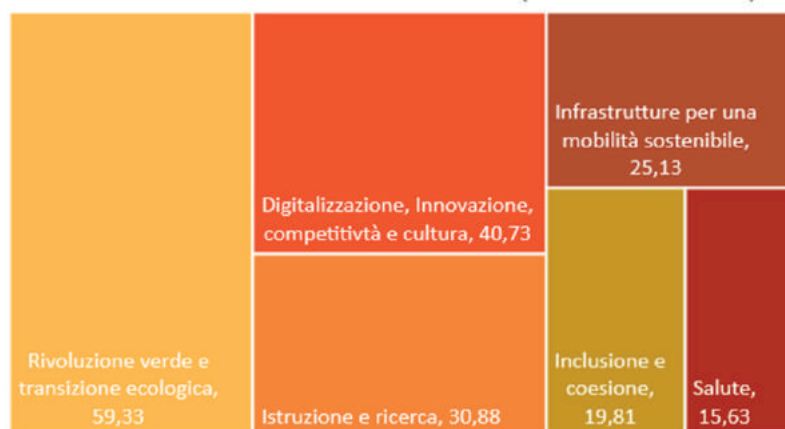 Rivoluzione verde e
transizione ecologica,
59,33
Digitalizzazione, Innovazione,
competitivtà e cultura, 40,73
Istruzione e ricerca, 30,88
Infrastrutture per una
mobilità sostenibile,
25,13
Inclusione e
coesione,
19,81
Salute,
15,63